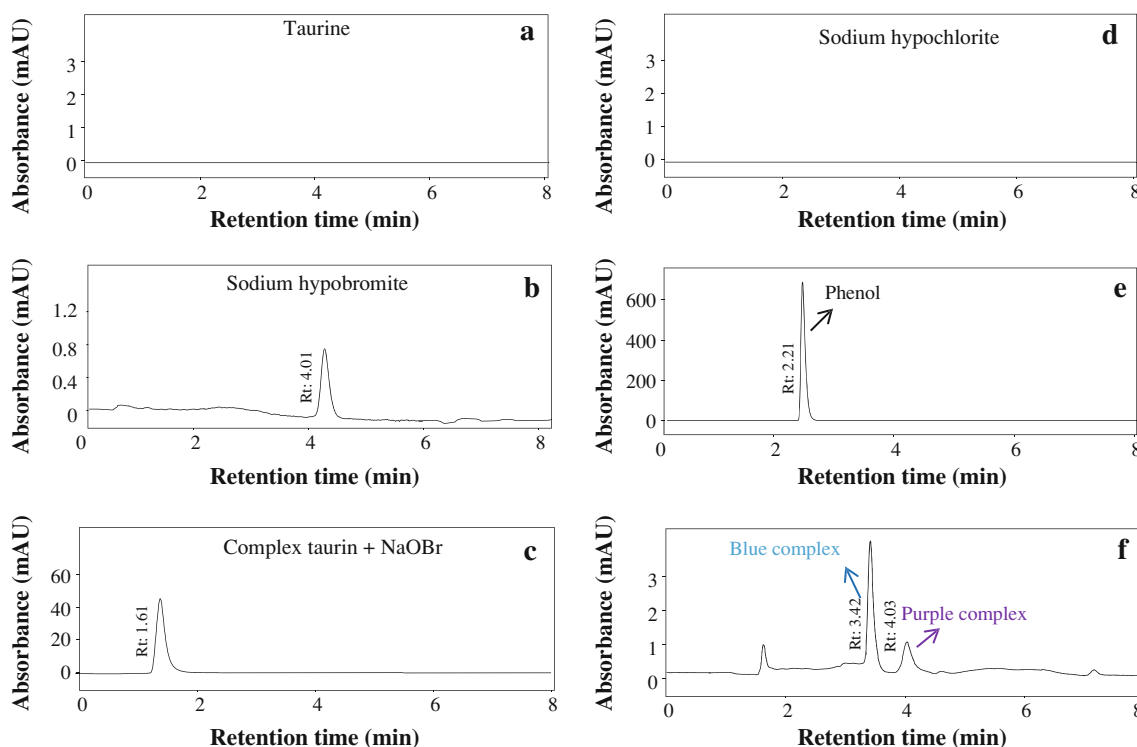 Taurine
a
Absorbance (mAU)
3
2
1
0
0 2 4 6 8
Retention time (min)
Sodium hypobromite
b
Absorbance (mAU)
1.2
0.8
0.4
0
Rt: 4.01
0 2 4 6 8
Retention time (min)
Complex taurin + NaOBr
c
Absorbance (mAU)
60
40
20
0
Rt: 1.61
0 2 4 6 8
Retention time (min)
Sodium hypochlorite
d
Absorbance (mAU)
3
2
1
0
0 2 4 6 8
Retention time (min)
e
Absorbance (mAU)
600
400
200
0
Phenol
Rt: 2.21
0 2 4 6 8
Retention time (min)
f
Absorbance (mAU)
3
2
1
0
Blue complex
Rt: 3.42
Rt: 4.03
Purple complex
0 2 4 6 8
Retention time (min)